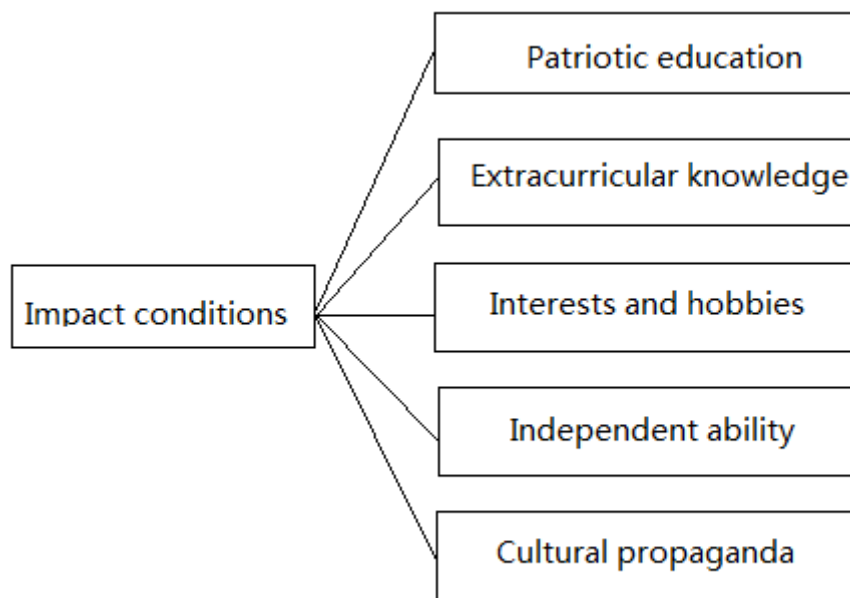 Patriotic education
Extracurricular knowledge
Impact conditions
Interests and hobbies
Independent ability
Cultural propaganda